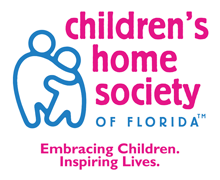 children's
home
society
OF FLORIDA™
Embracing Children.
Inspiring Lives.